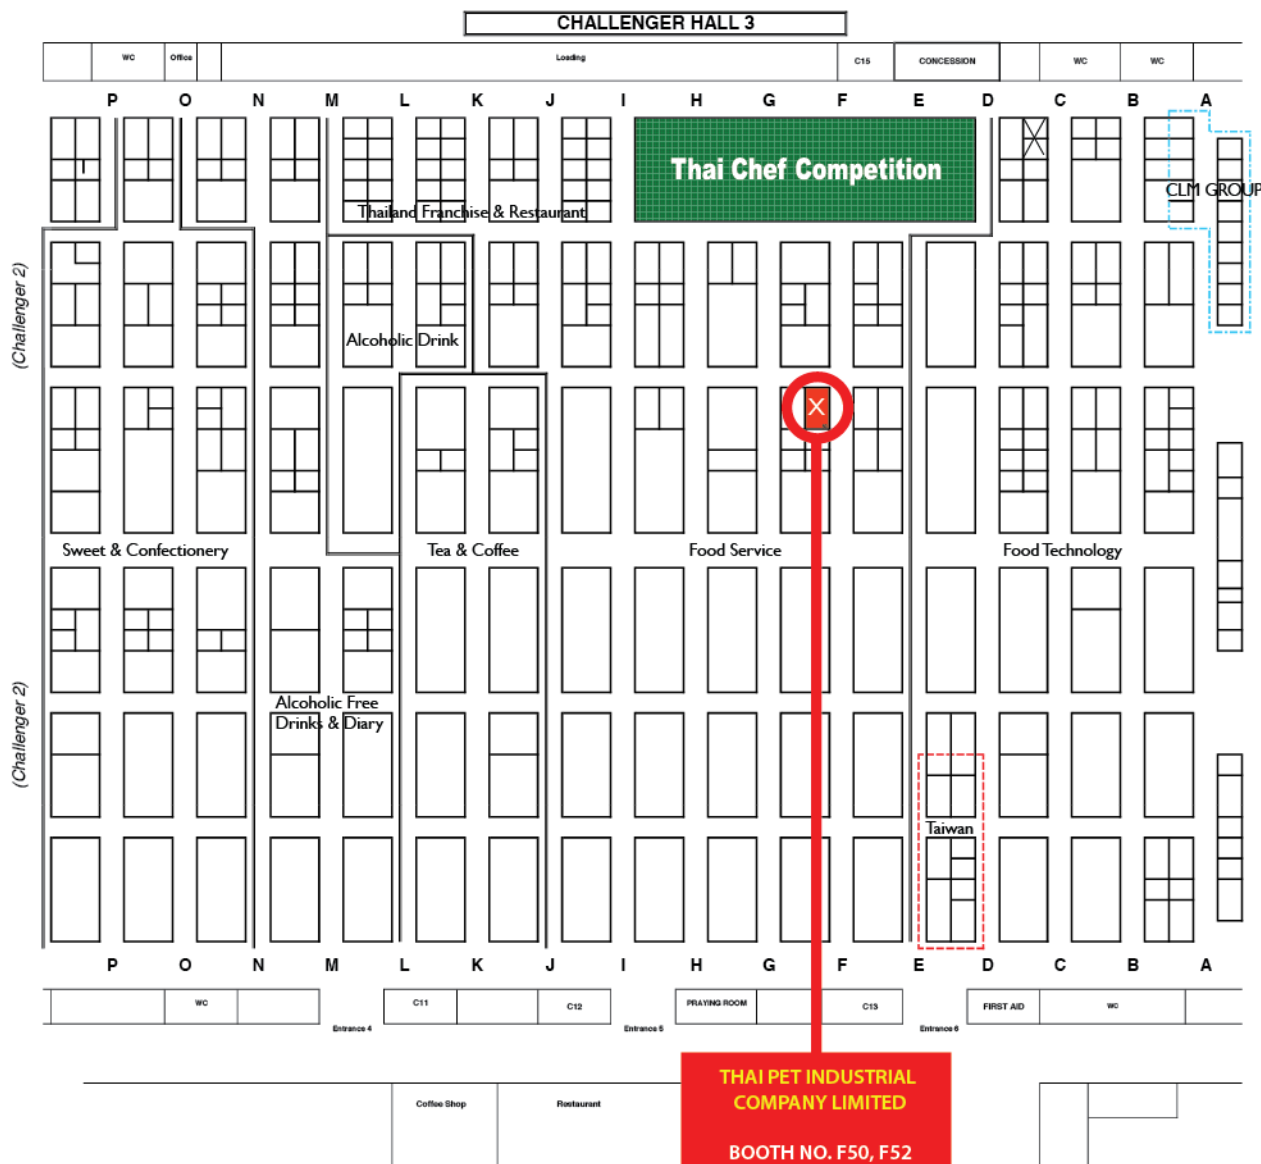 CHALLENGER HALL 3
WC
Office
Loading
C15
CONCESSION
WC
WC
P O N M L K J I H G F E D C B A
Thai Chef Competition
CLM GROUP
Thailand Franchise & Restaurant
(Challenger 2)
Alcoholic Drink
X
Sweet & Confectionery
Tea & Coffee
Food Service
Food Technology
(Challenger 2)
Alcoholic Free
Drinks & Diary
Taiwan
P O N M L K J I H G F E D C B A
WC
C11
C12
PRAYING ROOM
C13
FIRST AID
WC
Entrance 4
Entrance 5
Entrance 6
Coffee Shop
Restaurant
THAI PET INDUSTRIAL
COMPANY LIMITED
BOOTH NO. F50, F52